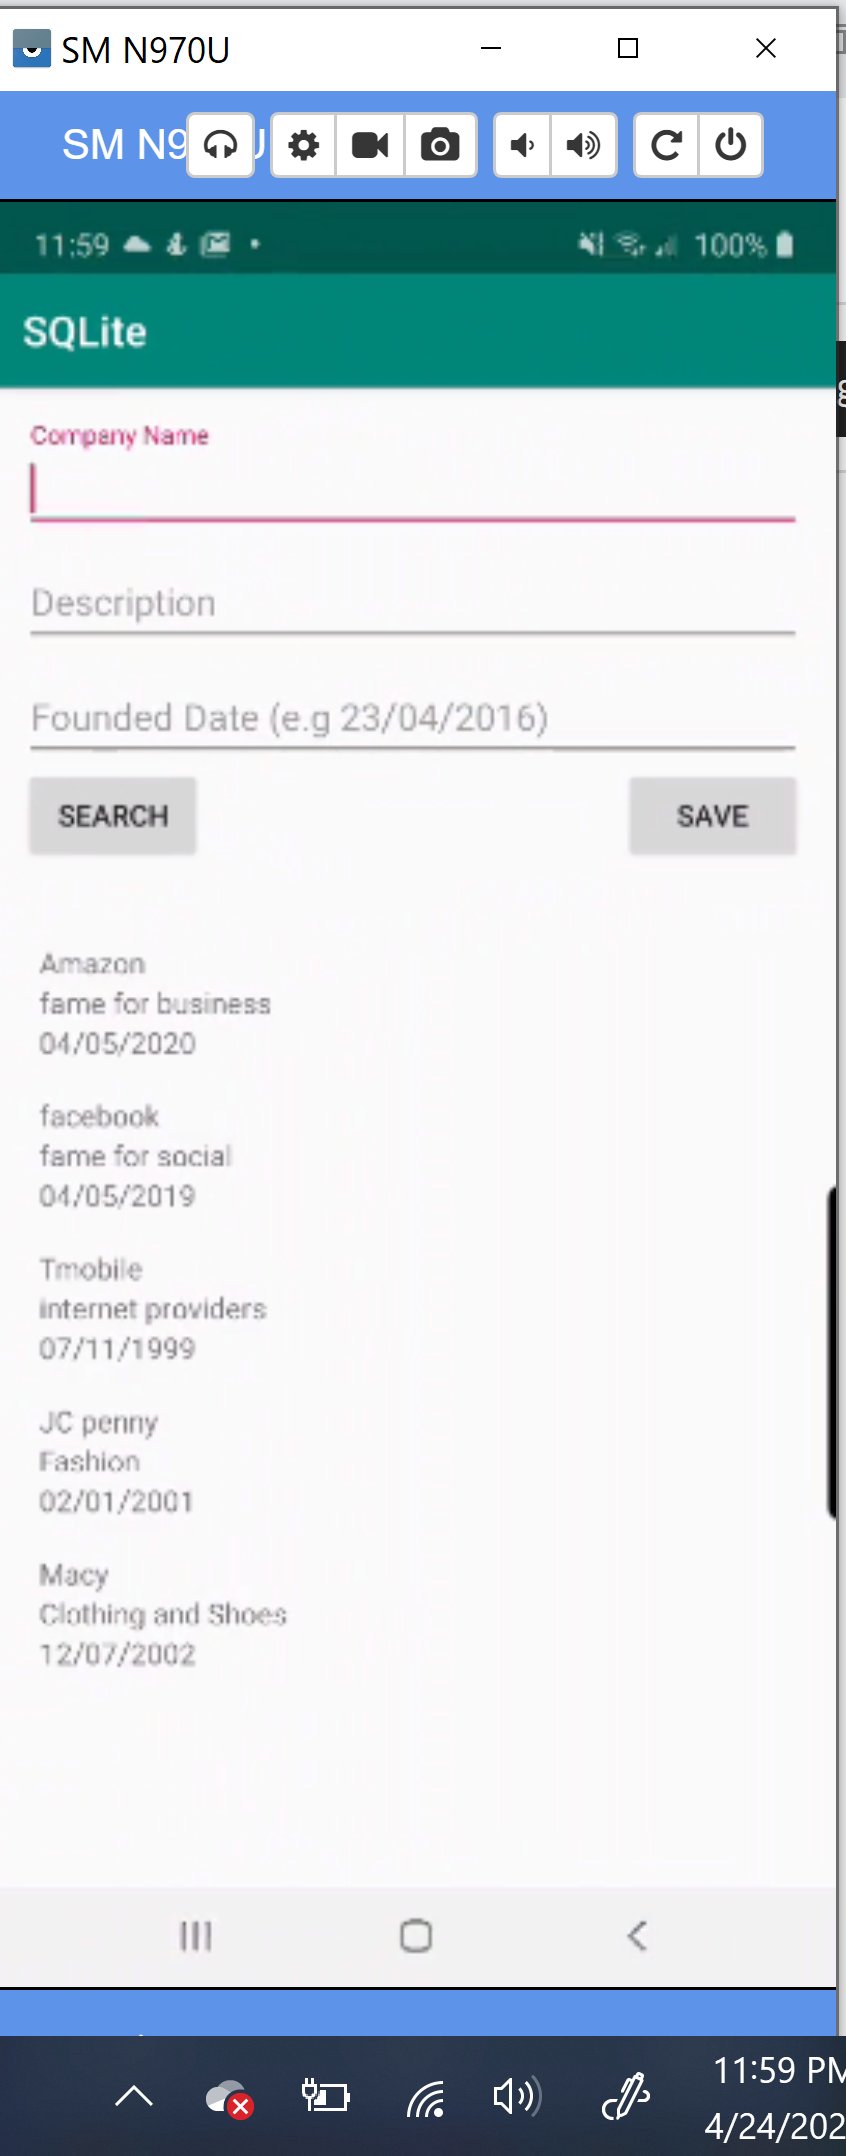 SM N970U
SM N9 U
11:59 100%
SQLite
Company Name
Description
Founded Date (e.g 23/04/2016)
SEARCH SAVE
Amazon
fame for business
04/05/2020
facebook
fame for social
04/05/2019
Tmobile
internet providers
07/11/1999
JC penny
Fashion
02/01/2001
Macy
Clothing and Shoes
12/07/2002
11:59 PM
4/24/202